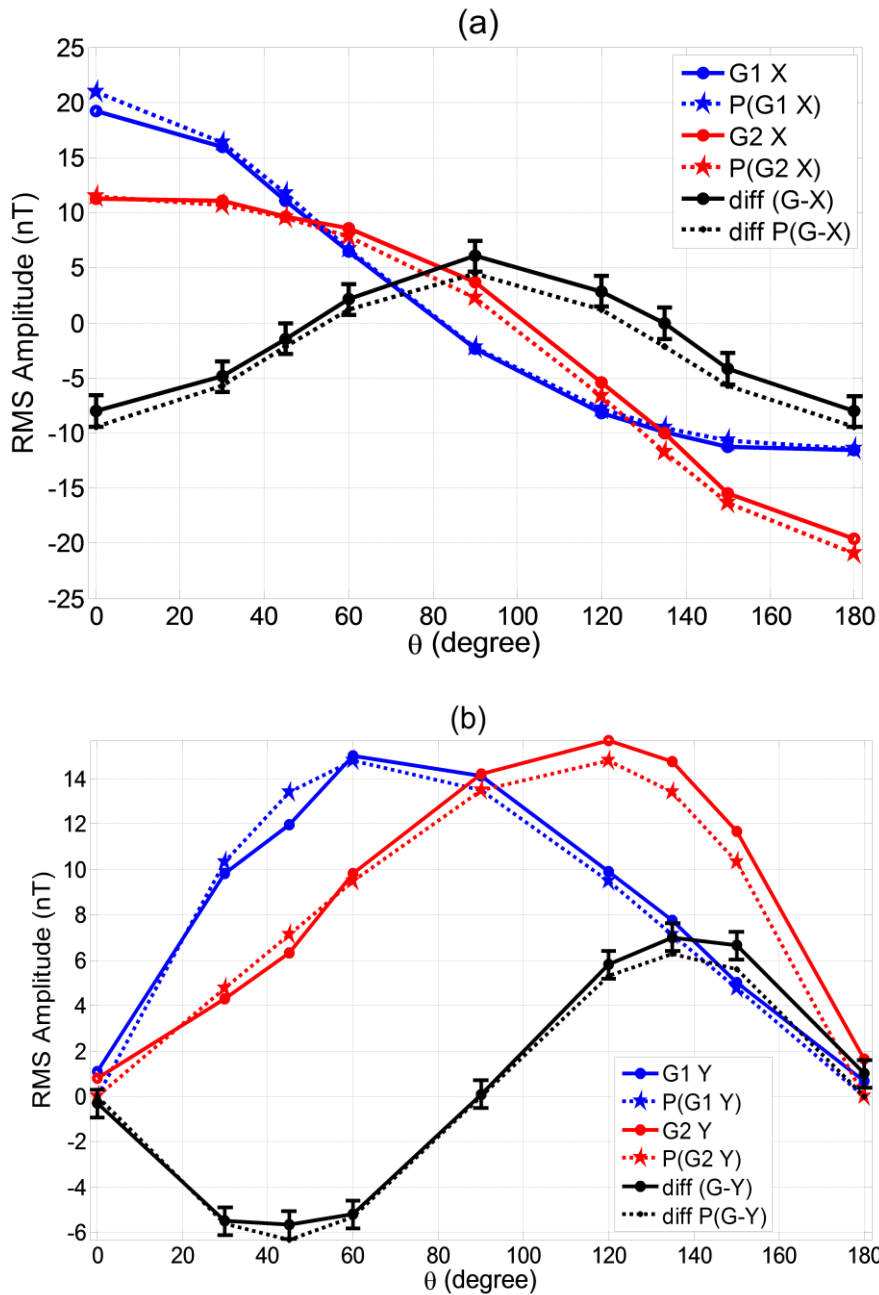 (a)
25
20
15
10
5
0
-5
-10
-15
-20
-25
RMS Amplitude (nT)
G1 X
P(G1 X)
G2 X
P(G2 X)
diff (G-X)
diff P(G-X)
0 20 40 60 80 100 120 140 160 180
θ (degree)
(b)
14
12
10
8
6
4
2
0
-2
-4
-6
RMS Amplitude (nT)
G1 Y
P(G1 Y)
G2 Y
P(G2 Y)
diff (G-Y)
diff P(G-Y)
0 20 40 60 80 100 120 140 160 180
θ (degree)